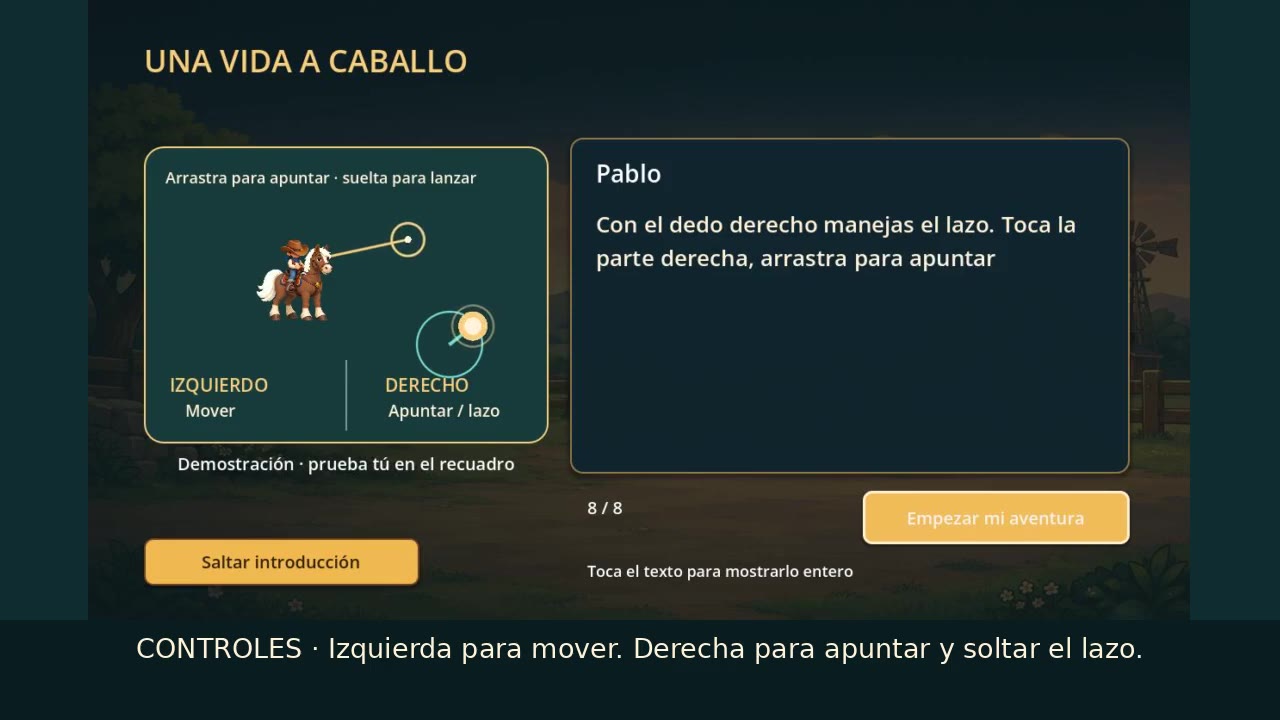 UNA VIDA A CABALLO
Arrastra para apuntar · suelta para lanzar
IZQUIERDO
Mover
DERECHO
Apuntar / lazo
Demostración · prueba tú en el recuadro
Saltar introducción
Pablo
Con el dedo derecho manejas el lazo. Toca la
parte derecha, arrastra para apuntar
8 / 8
Empezar mi aventura
Toca el texto para mostrarlo entero
CONTROLES · Izquierda para mover. Derecha para apuntar y soltar el lazo.